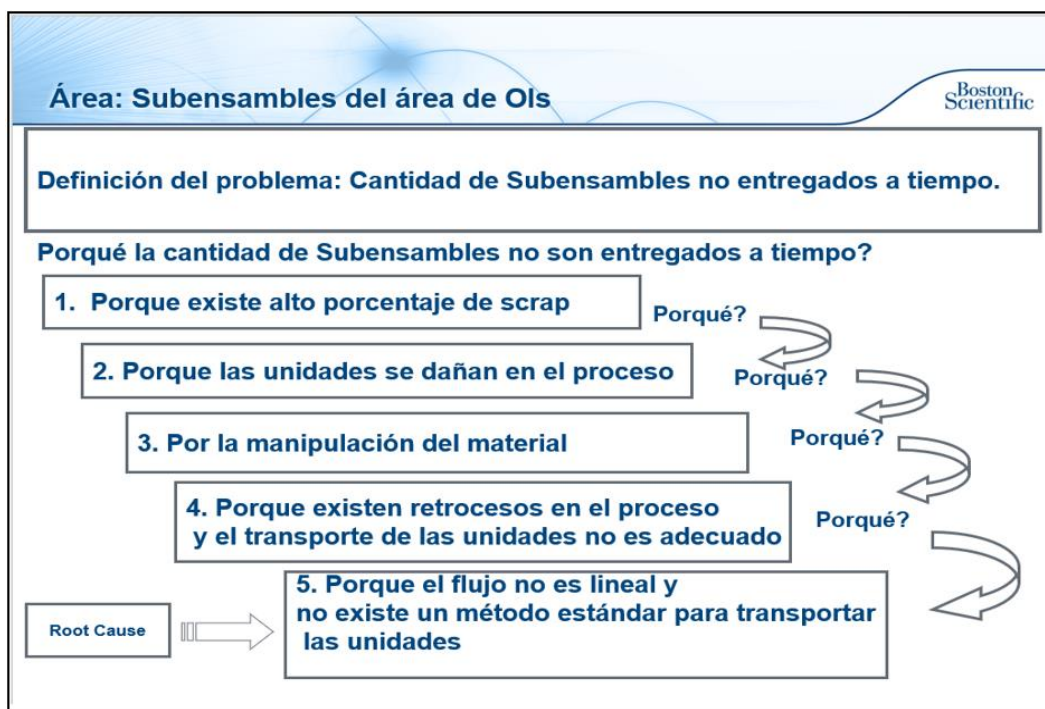 Área: Subensambles del área de OIs
Boston
Scientific
Definición del problema: Cantidad de Subensambles no entregados a tiempo.
Porqué la cantidad de Subensambles no son entregados a tiempo?
1. Porque existe alto porcentaje de scrap
Porqué?
2. Porque las unidades se dañan en el proceso
Porqué?
3. Por la manipulación del material
Porqué?
4. Porque existen retrocesos en el proceso
y el transporte de las unidades no es adecuado
Porqué?
5. Porque el flujo no es lineal y
no existe un método estándar para transportar
las unidades
Root Cause